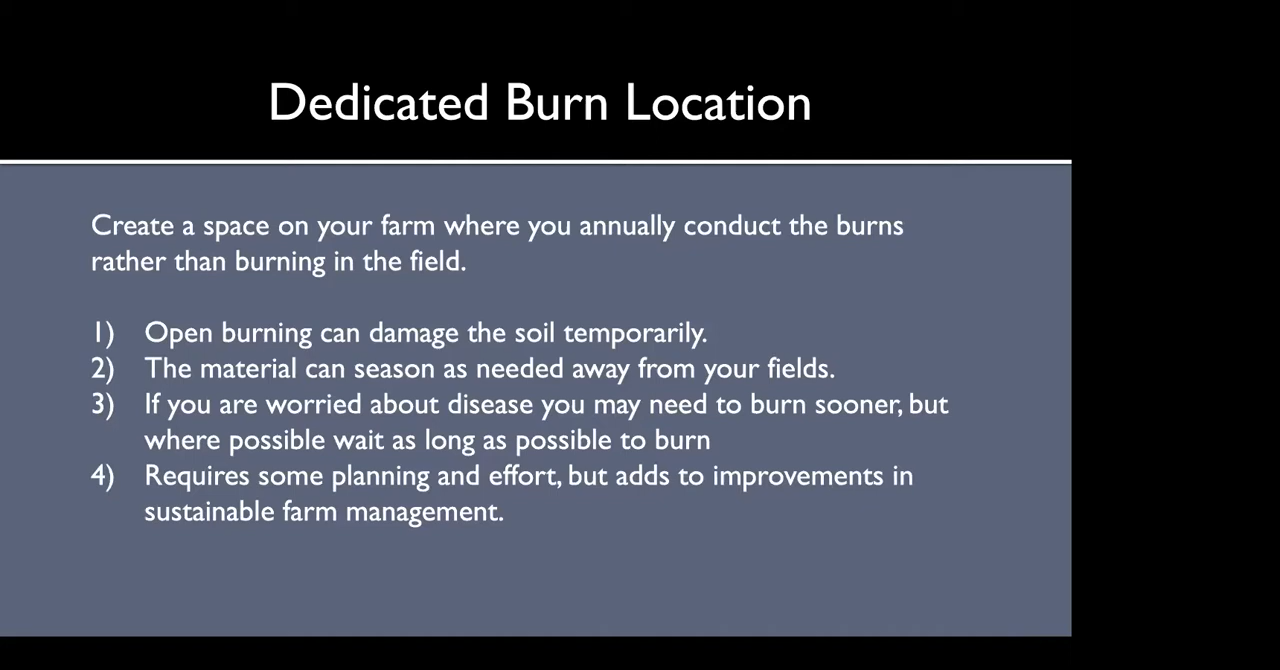 Dedicated Burn Location
Create a space on your farm where you annually conduct the burns
rather than burning in the field.
1) Open burning can damage the soil temporarily.
2) The material can season as needed away from your fields.
3) If you are worried about disease you may need to burn sooner, but
where possible wait as long as possible to burn
4) Requires some planning and effort, but adds to improvements in
sustainable farm management.